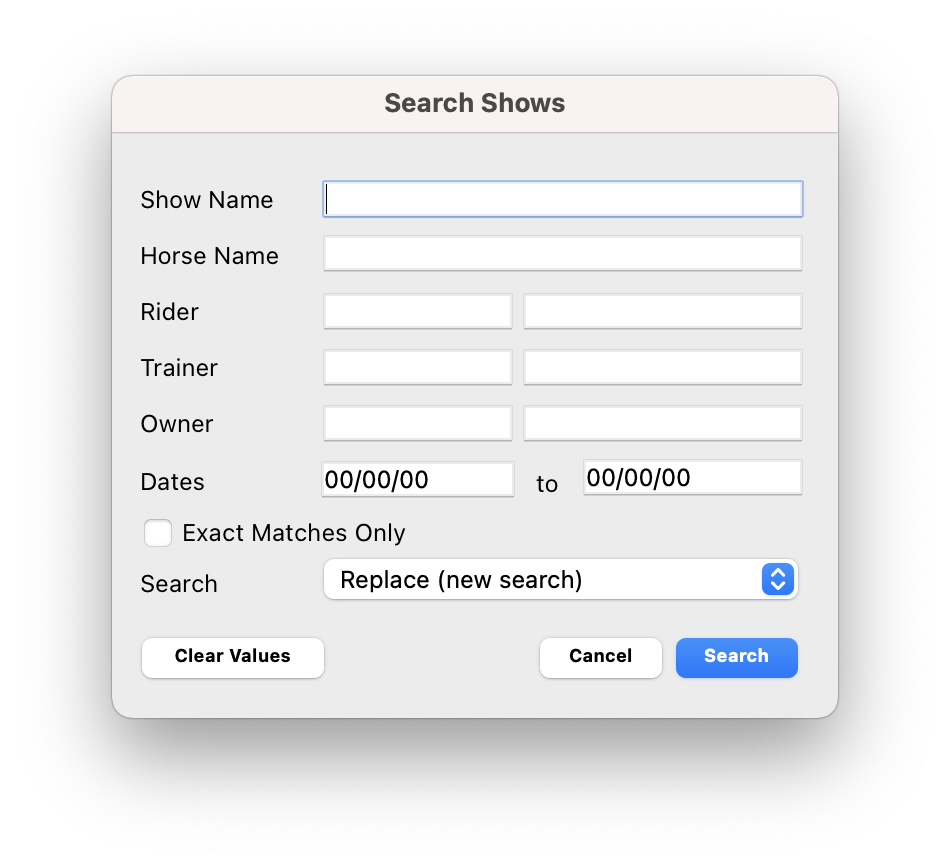 Search Shows
Show Name
Horse Name
Rider
Trainer
Owner
Dates 00/00/00 to 00/00/00
Exact Matches Only
Search Replace (new search)
Clear Values Cancel Search